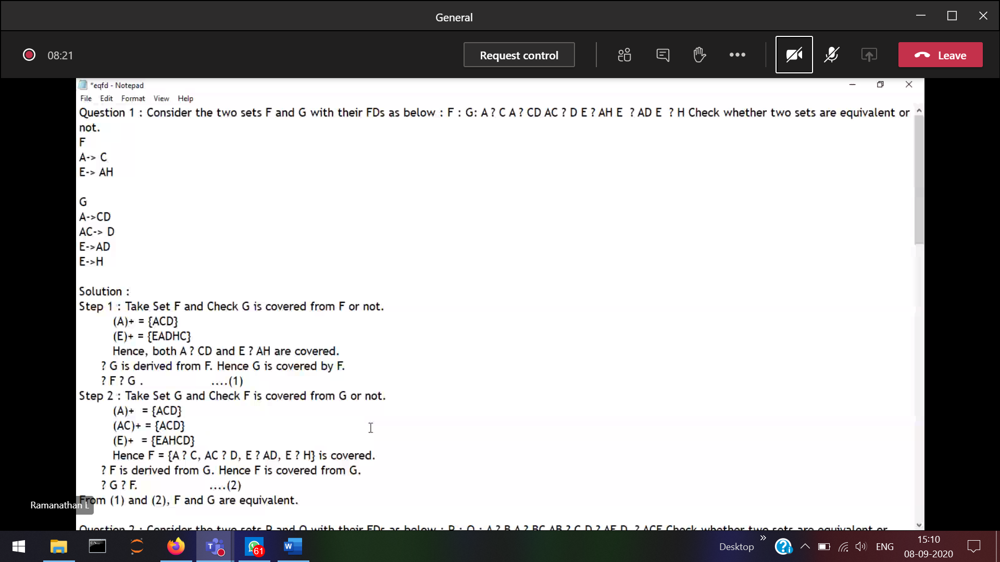 General
08:21
Request control
Leave
*eqfd - Notepad
File Edit Format View Help
Question 1 : Consider the two sets F and G with their FDs as below : F : G: A ? C A ? CD AC ? D E ? AH E  ? AD E  ? H Check whether two sets are equivalent or
not.
F
A-> C
E-> AH
G
A->CD
AC-> D
E->AD
E->H
Solution :
Step 1 : Take Set F and Check G is covered from F or not.
(A)+ = {ACD}
(E)+ = {EADHC}
Hence, both A ? CD and E ? AH are covered.
? G is derived from F. Hence G is covered by F.
? F ? G .                    ....(1)
Step 2 : Take Set G and Check F is covered from G or not.
(A)+  = {ACD}
(AC)+ = {ACD}
(E)+  = {EAHCD}
Hence F = {A ? C, AC ? D, E ? AD, E ? H} is covered.
? F is derived from G. Hence F is covered from G.
? G ? F.                    ....(2)
From (1) and (2), F and G are equivalent.
Ramanathan L
Question 2 : Consider the two sets P and Q with their FDs as below : P : Q : A ? B A ? BC AB ? C D ? AE D  ? ACE Check whether two sets are equivalent or
61
Desktop
ENG
15:10
08-09-2020